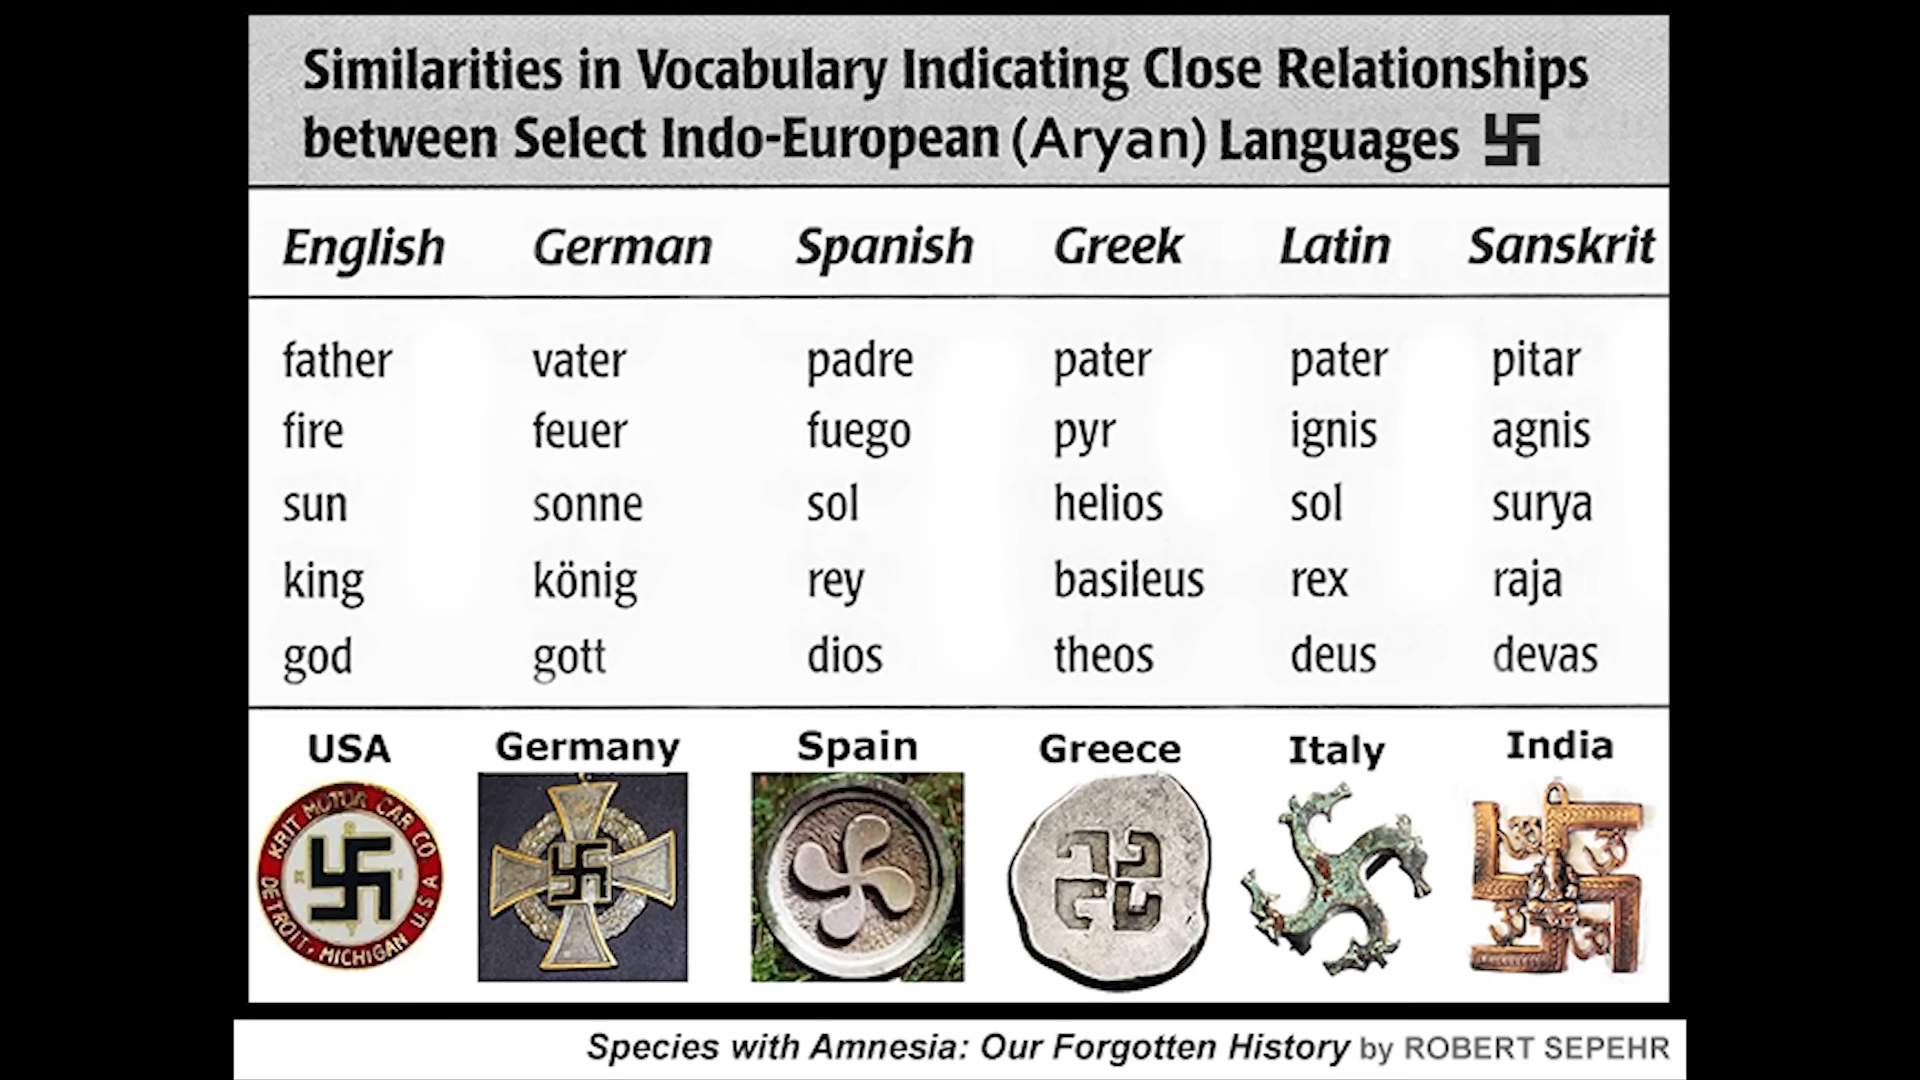 Similarities in Vocabulary Indicating Close Relationships
between Select Indo-European (Aryan) Languages 卐
English German Spanish Greek Latin Sanskrit
father vater padre pater pater pitar
fire feuer fuego pyr ignis agnis
sun sonne sol helios sol surya
king könig rey basileus rex raja
god gott dios theos deus devas
USA Germany Spain Greece Italy India
KRIT MOTOR CAR CO
DETROIT, MICHIGAN U.S.A
Species with Amnesia: Our Forgotten History by ROBERT SEPEHR